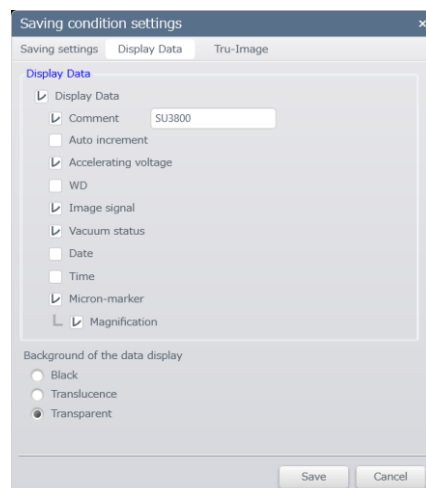 Saving condition settings
Saving settings Display Data Tru-Image
Display Data
Display Data
Comment SU3800
Auto increment
Accelerating voltage
WD
Image signal
Vacuum status
Date
Time
Micron-marker
Magnification
Background of the data display
Black
Translucence
Transparent
Save Cancel